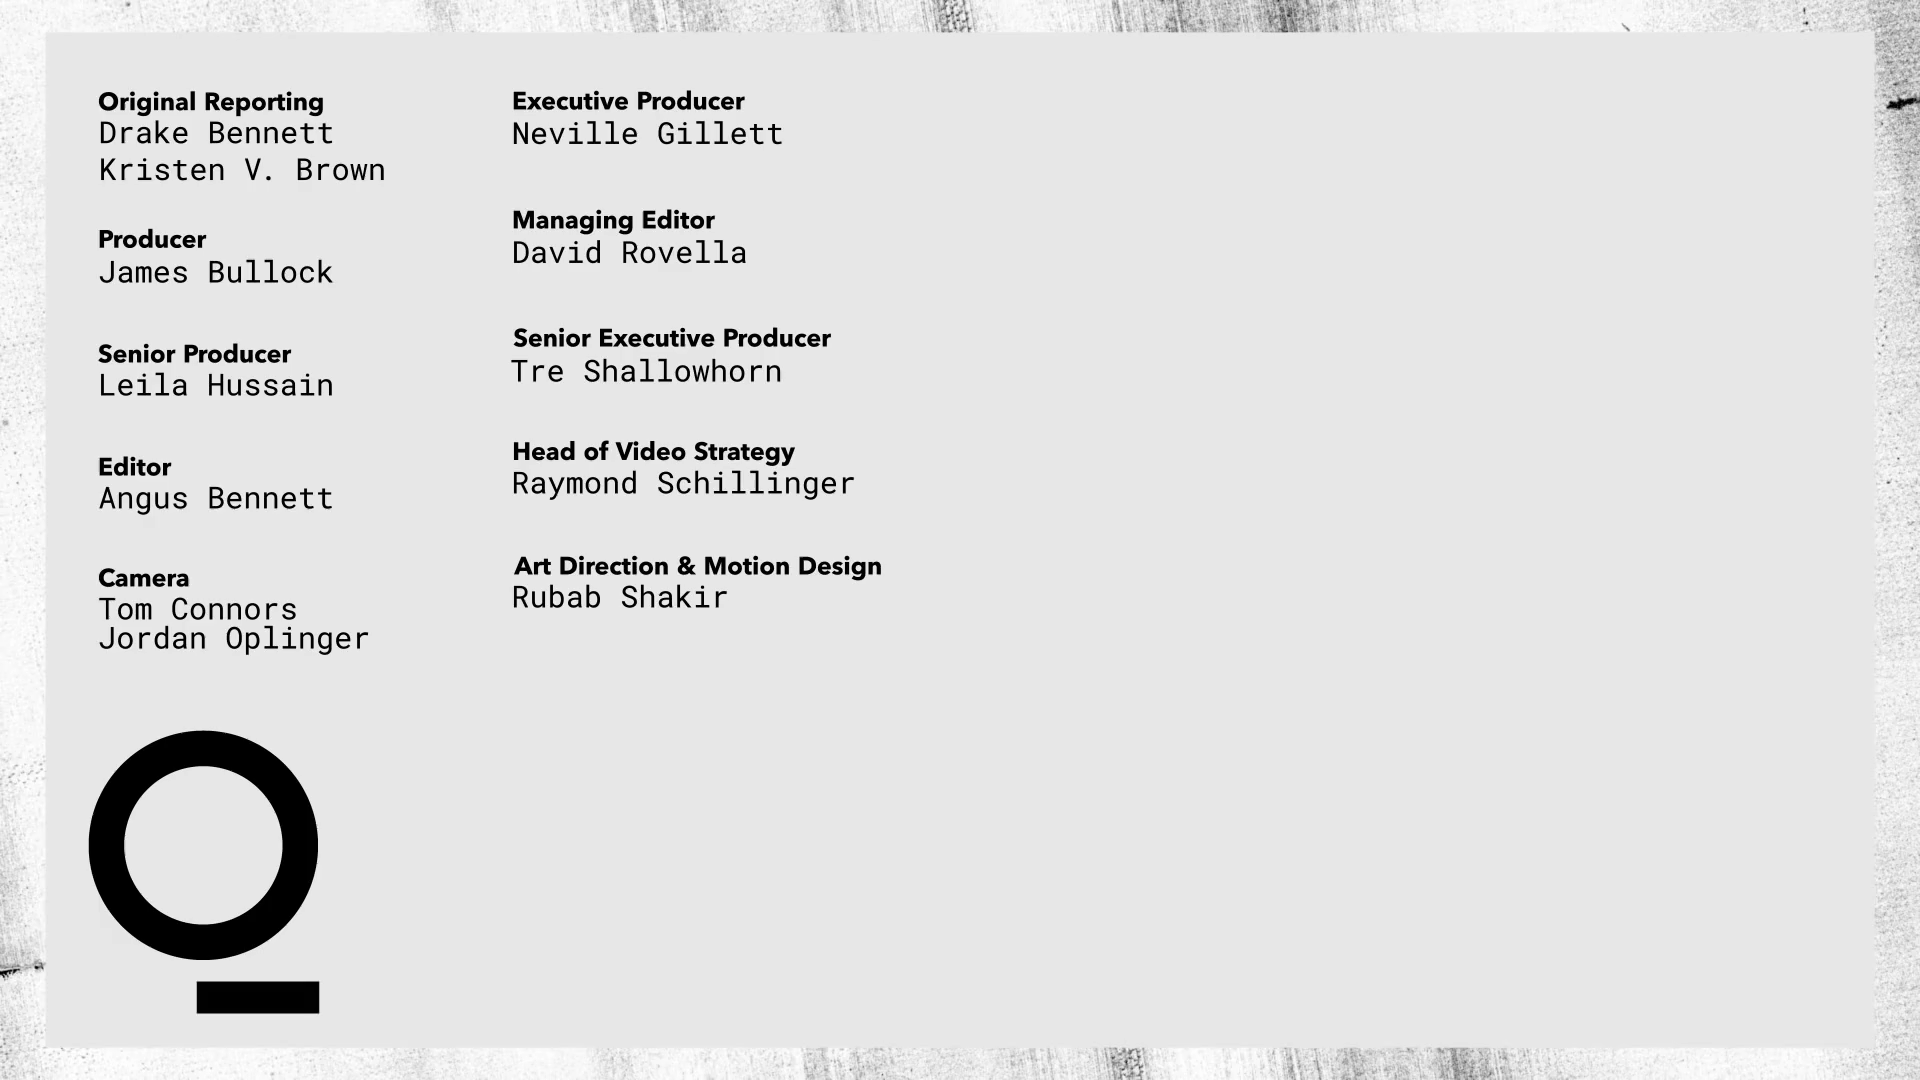 Original Reporting
Drake Bennett
Kristen V. Brown
Producer
James Bullock
Senior Producer
Leila Hussain
Editor
Angus Bennett
Camera
Tom Connors
Jordan Oplinger
Executive Producer
Neville Gillett
Managing Editor
David Rovella
Senior Executive Producer
Tre Shallowhorn
Head of Video Strategy
Raymond Schillinger
Art Direction & Motion Design
Rubab Shakir